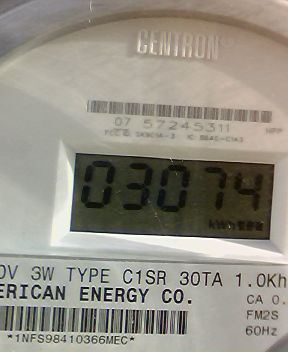 CENTRON
07 57245311
03074
kWh
0V 3W TYPE C1SR 30TA 1.0Kh
ERICAN ENERGY CO.
CA 0.
FM2S
60Hz
*1NFS98410366MEC*